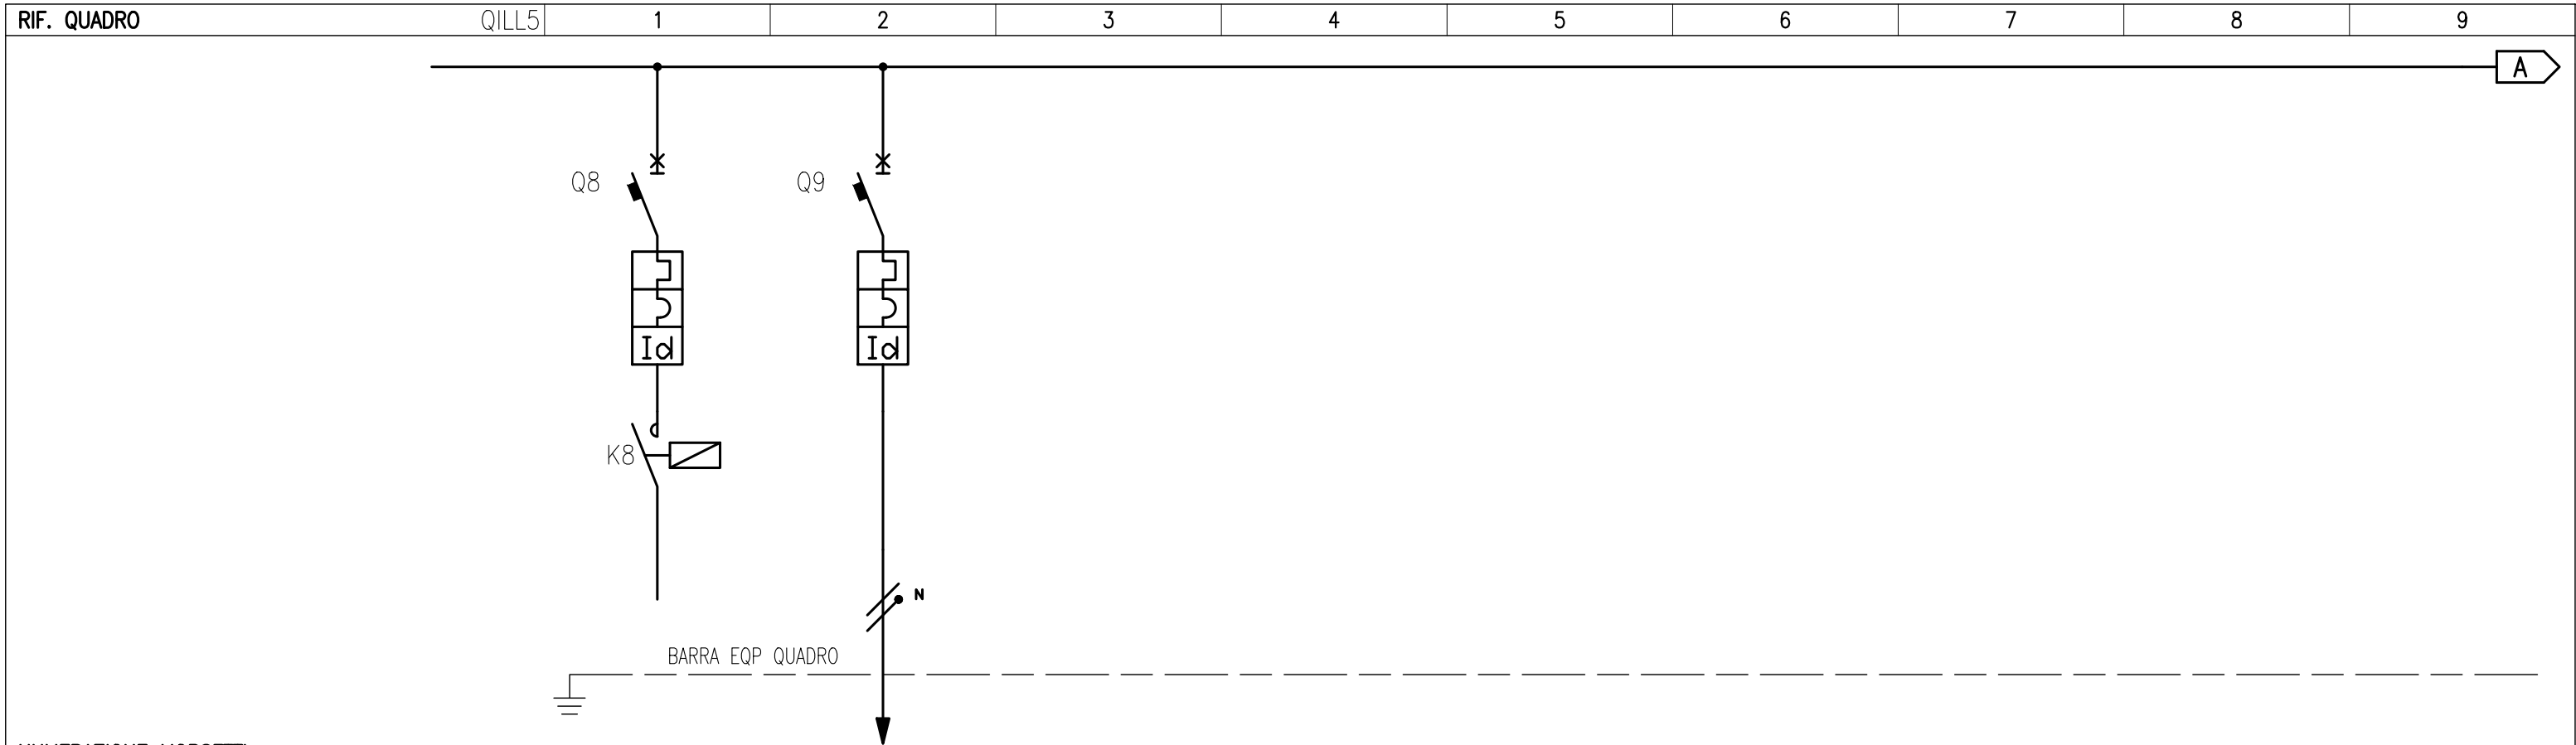 RIF. QUADRO QILL5 1 2 3 4 5 6 7 8 9
A
Q8 Q9
Id Id
K8
N
BARRA EQP QUADRO